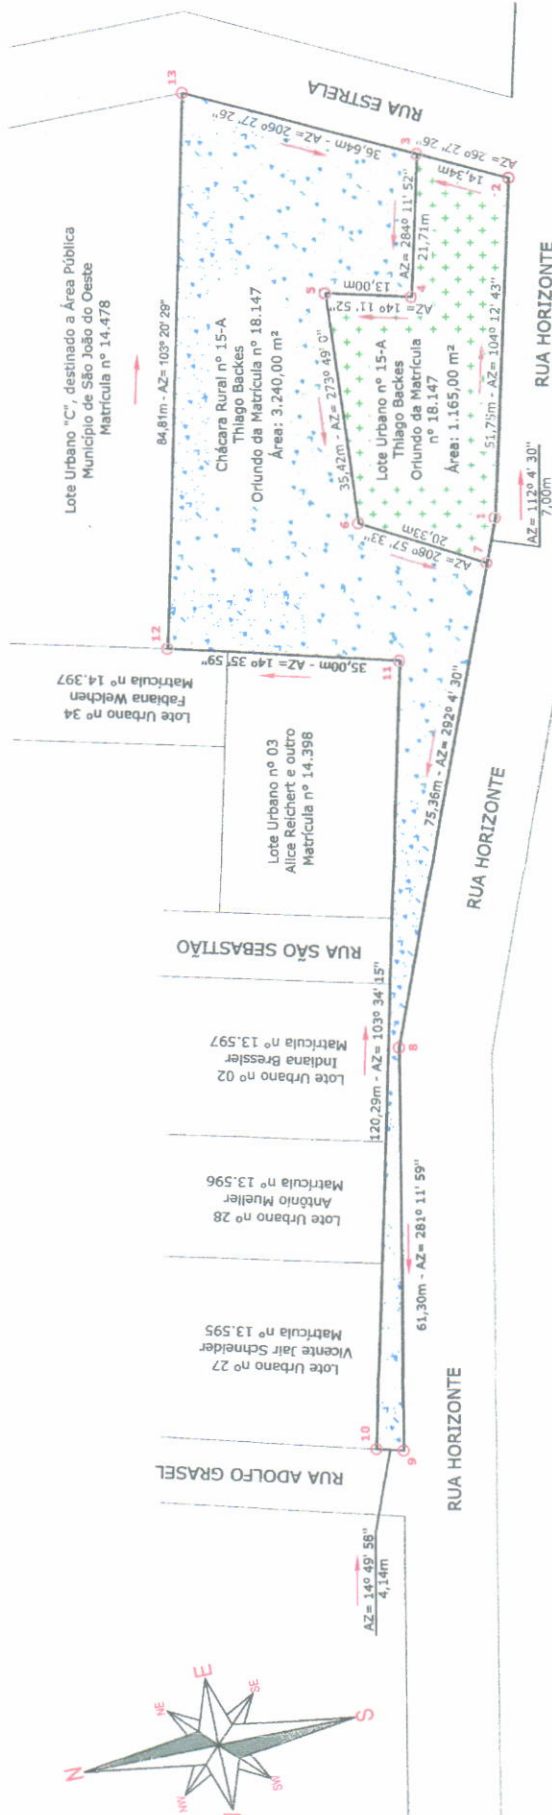 Lote Urbano "C", destinado a Área Pública
Município de São João do Oeste
Matrícula nº 14.478
84,81m - AZ= 103º 20' 29"
13
12
RUA ESTRELA
36,64m - AZ= 206º 27' 26"
Chácara Rural nº 15-A
Thiago Backes
Oriundo da Matrícula nº 18.147
Área: 3.240,00 m²
3
AZ= 284º 11' 52"
21,71m
14,34m
AZ= 26º 27' 26"
2
5
13,00m
AZ= 14º 11' 52"
4
35,42m - AZ= 273º 49' 0"
6
Lote Urbano nº 15-A
Thiago Backes
Oriundo da Matrícula
nº 18.147
Área: 1.165,00 m²
20,33m
AZ= 208º 57' 33"
51,75m - AZ= 104º 12' 43"
1
7
AZ= 112º 4' 30"
7,00m
RUA HORIZONTE
Lote Urbano nº 34
Fabiana Welchen
Matrícula nº 14.397
35,00m - AZ= 14º 35' 59"
11
Lote Urbano nº 03
Alice Reichert e outro
Matrícula nº 14.398
75,36m - AZ= 292º 4' 30"
RUA HORIZONTE
RUA SÃO SEBASTIÃO
120,29m - AZ= 103º 34' 15"
8
Lote Urbano nº 02
Indiana Bressler
Matrícula nº 13.597
Lote Urbano nº 28
Antônio Mueller
Matrícula nº 13.596
61,30m - AZ= 281º 11' 59"
Lote Urbano nº 27
Vicente Jair Schneider
Matrícula nº 13.595
10
9
RUA HORIZONTE
RUA ADOLFO GRASEL
AZ= 14º 49' 58"
4,14m
N
NE
E
SE
S
SW
NW